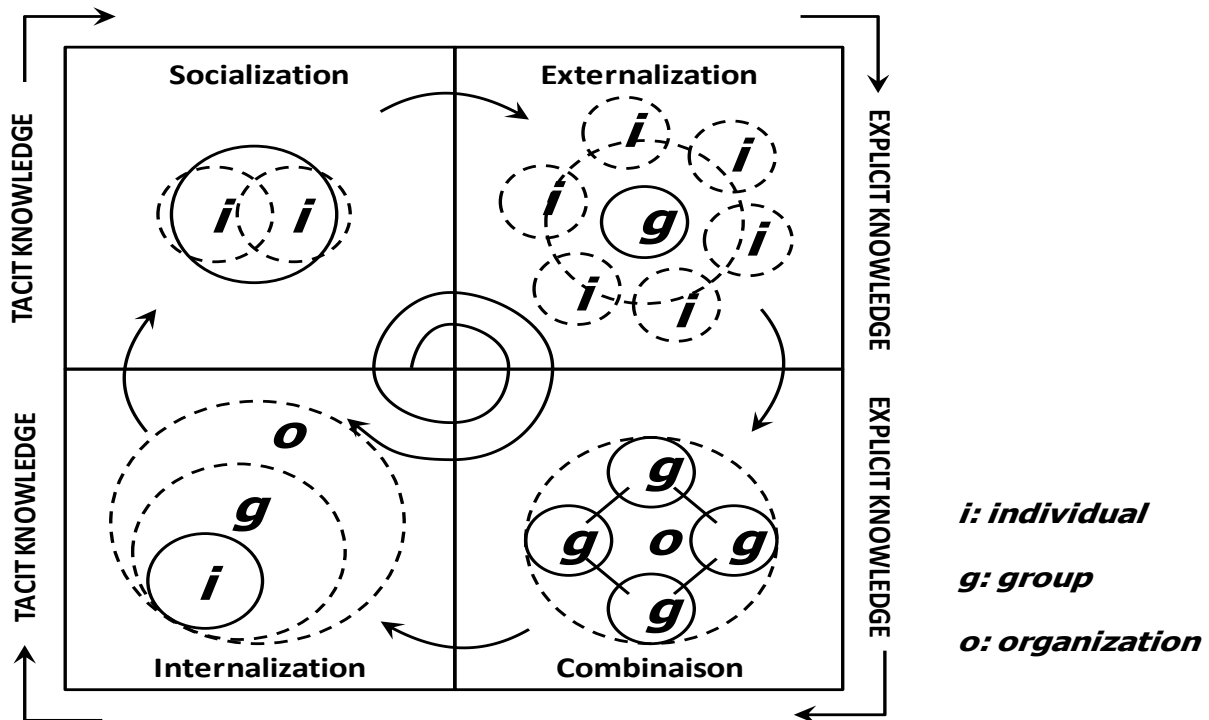 Socialization
Externalization
TACIT KNOWLEDGE
EXPLICIT KNOWLEDGE
i
i
i
i
i
i
i
i
g
TACIT KNOWLEDGE
EXPLICIT KNOWLEDGE
o
g
i
g
g
o
g
g
Internalization
Combinaison
i: individual
g: group
o: organization